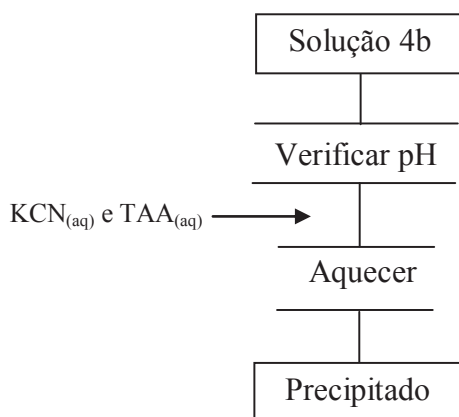 Solução 4b
Verificar pH
KCN(aq) e TAA(aq)
Aquecer
Precipitado